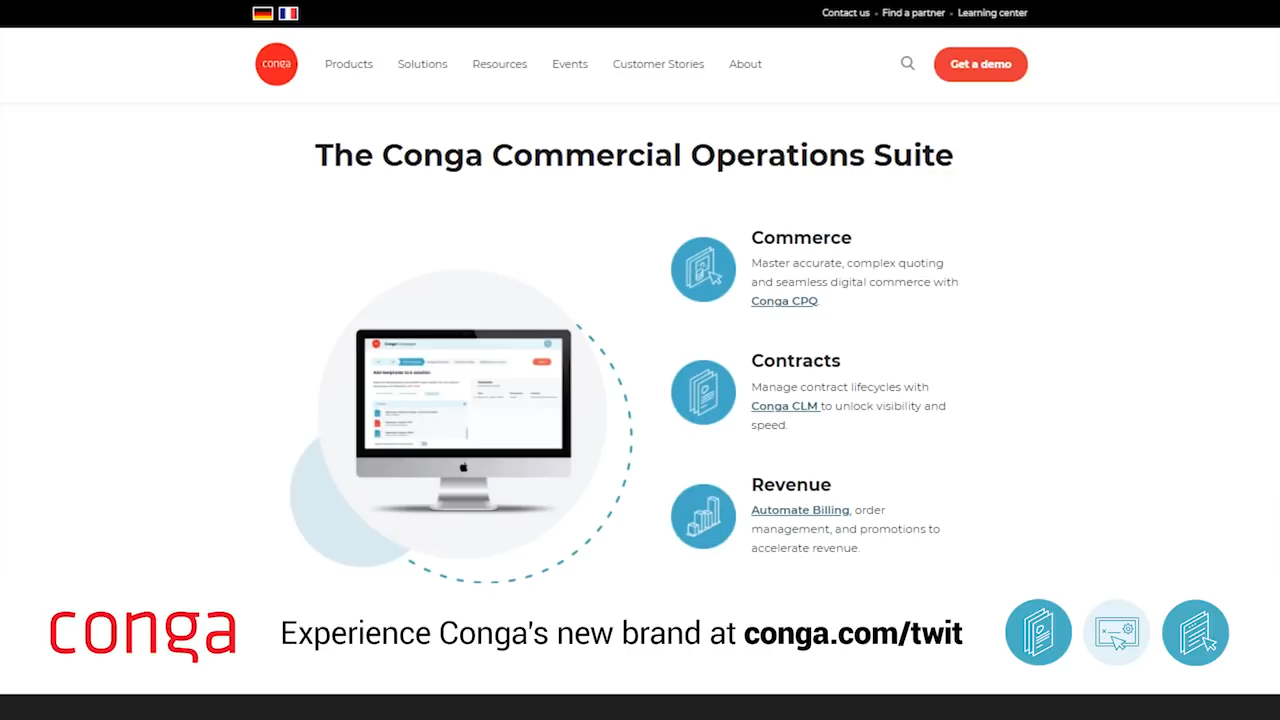 Contact us
Find a partner
Learning center
conga
Products
Solutions
Resources
Events
Customer Stories
About
Get a demo
The Conga Commercial Operations Suite
Commerce
Master accurate, complex quoting
and seamless digital commerce with
Conga CPQ.
Contracts
Manage contract lifecycles with
Conga CLM to unlock visibility and
speed.
Revenue
Automate Billing, order
management, and promotions to
accelerate revenue.
conga
Experience Conga's new brand at conga.com/twit